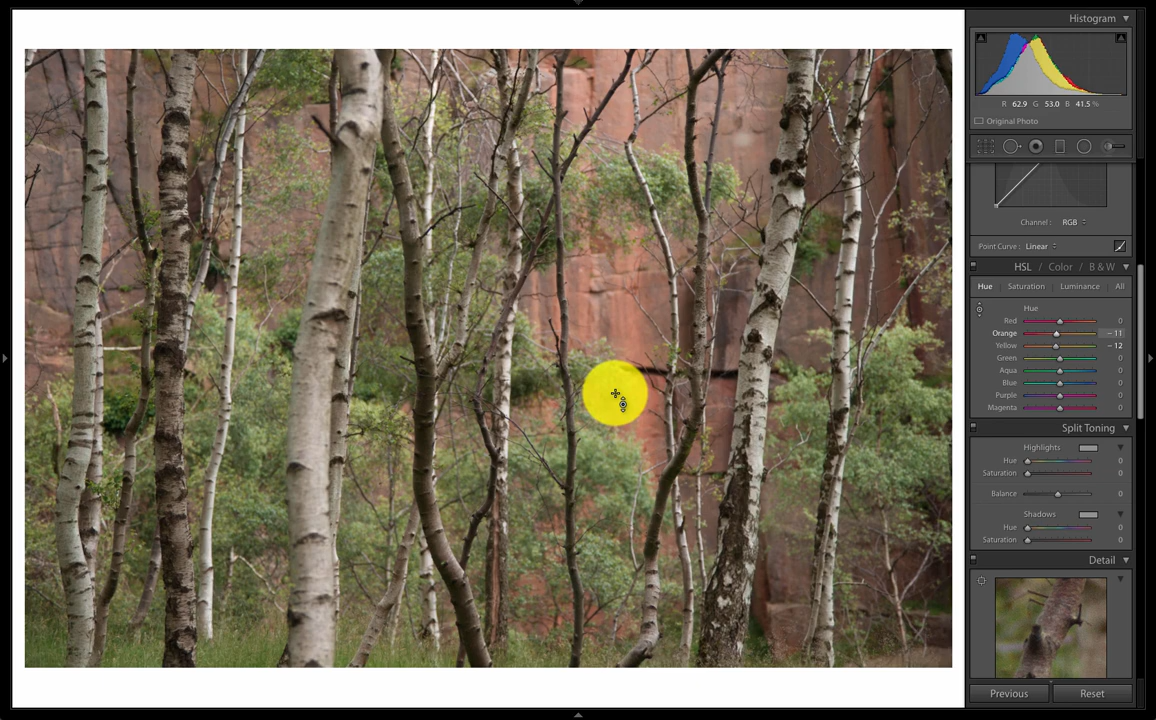 Histogram
R 62.9 G 53.0 B 41.5 %
Original Photo
Channel : RGB
Point Curve : Linear
HSL / Color / B & W
Hue Saturation Luminance All
Hue
Red 0
Orange − 11
Yellow − 12
Green 0
Aqua 0
Blue 0
Purple 0
Magenta 0
Split Toning
Highlights
Hue 0
Saturation 0
Balance 0
Shadows
Hue 0
Saturation 0
Detail
Previous Reset